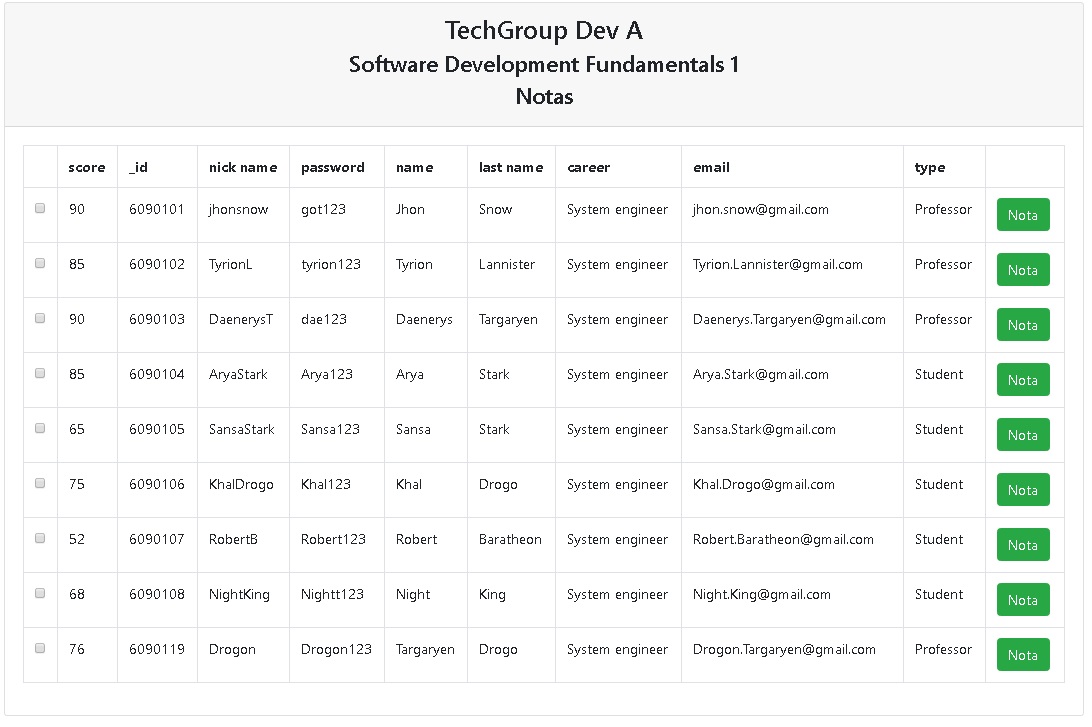 TechGroup Dev A
Software Development Fundamentals 1
Notas
score _id nick name password name last name career email type
90 6090101 jhonsnow got123 Jhon Snow System engineer jhon.snow@gmail.com Professor Nota
85 6090102 TyrionL tyrion123 Tyrion Lannister System engineer Tyrion.Lannister@gmail.com Professor Nota
90 6090103 DaenerysT dae123 Daenerys Targaryen System engineer Daenerys.Targaryen@gmail.com Professor Nota
85 6090104 AryaStark Arya123 Arya Stark System engineer Arya.Stark@gmail.com Student Nota
65 6090105 SansaStark Sansa123 Sansa Stark System engineer Sansa.Stark@gmail.com Student Nota
75 6090106 KhalDrogo Khal123 Khal Drogo System engineer Khal.Drogo@gmail.com Student Nota
52 6090107 RobertB Robert123 Robert Baratheon System engineer Robert.Baratheon@gmail.com Student Nota
68 6090108 NightKing Nightt123 Night King System engineer Night.King@gmail.com Student Nota
76 6090119 Drogon Drogon123 Targaryen Drogo System engineer Drogon.Targaryen@gmail.com Professor Nota